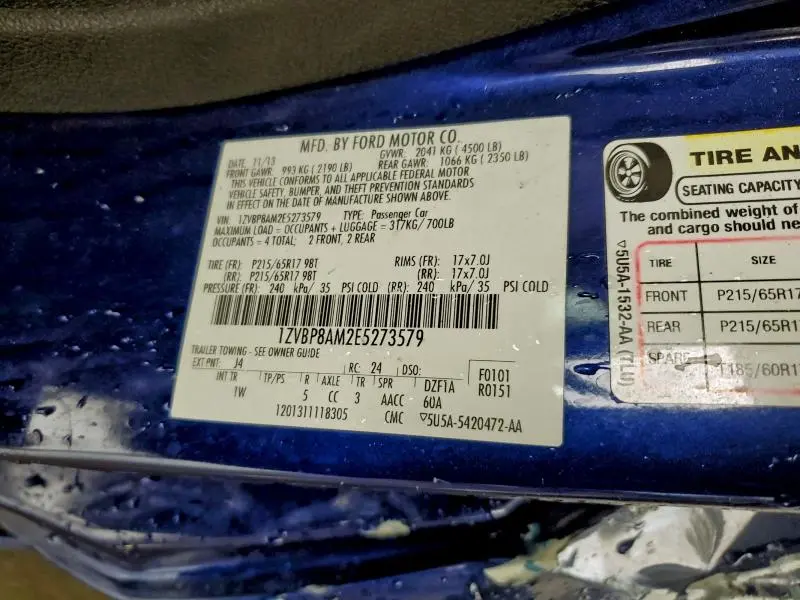 MFD. BY FORD MOTOR CO.
DATE: 11/13 GVWR: 2041 KG ( 4500 LB)
FRONT GAWR: 993 KG ( 2190 LB) REAR GAWR: 1066 KG ( 2350 LB)
THIS VEHICLE CONFORMS TO ALL APPLICABLE FEDERAL MOTOR
VEHICLE SAFETY, BUMPER, AND THEFT PREVENTION STANDARDS
IN EFFECT ON THE DATE OF MANUFACTURE SHOWN ABOVE.
VIN: 1ZVBP8AM2E5273579 TYPE: Passenger Car
MAXIMUM LOAD = OCCUPANTS + LUGGAGE = 317KG/ 700LB
OCCUPANTS = 4 TOTAL; 2 FRONT, 2 REAR
TIRE (FR): P215/65R17 98T RIMS (FR): 17x7.0J
(RR): P215/65R17 98T (RR): 17x7.0J
PRESSURE (FR): 240 kPa/ 35 PSI COLD (RR): 240 kPa/ 35 PSI COLD
1ZVBP8AM2E5273579
TRAILER TOWING - SEE OWNER GUIDE
EXT PNT: J4 RC: 24 DSO: F0101
R0151
INT TR TP/PS R AXLE TR SPR DZF1A
1W 5 CC 3 AACC 60A
1201311118305 CMC ▽5U5A-5420472-AA
TIRE AN
SEATING CAPACITY
The combined weight of
and cargo should ne
TIRE SIZE
FRONT P215/65R17
REAR P215/65R1
SPARE T185/60R1
▽5U5A-1532-AA (TLU)